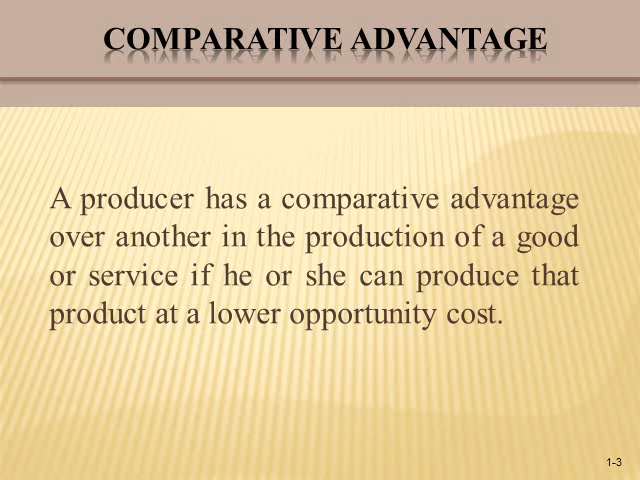 COMPARATIVE ADVANTAGE
A producer has a comparative advantage
over another in the production of a good
or service if he or she can produce that
product at a lower opportunity cost.
1-3